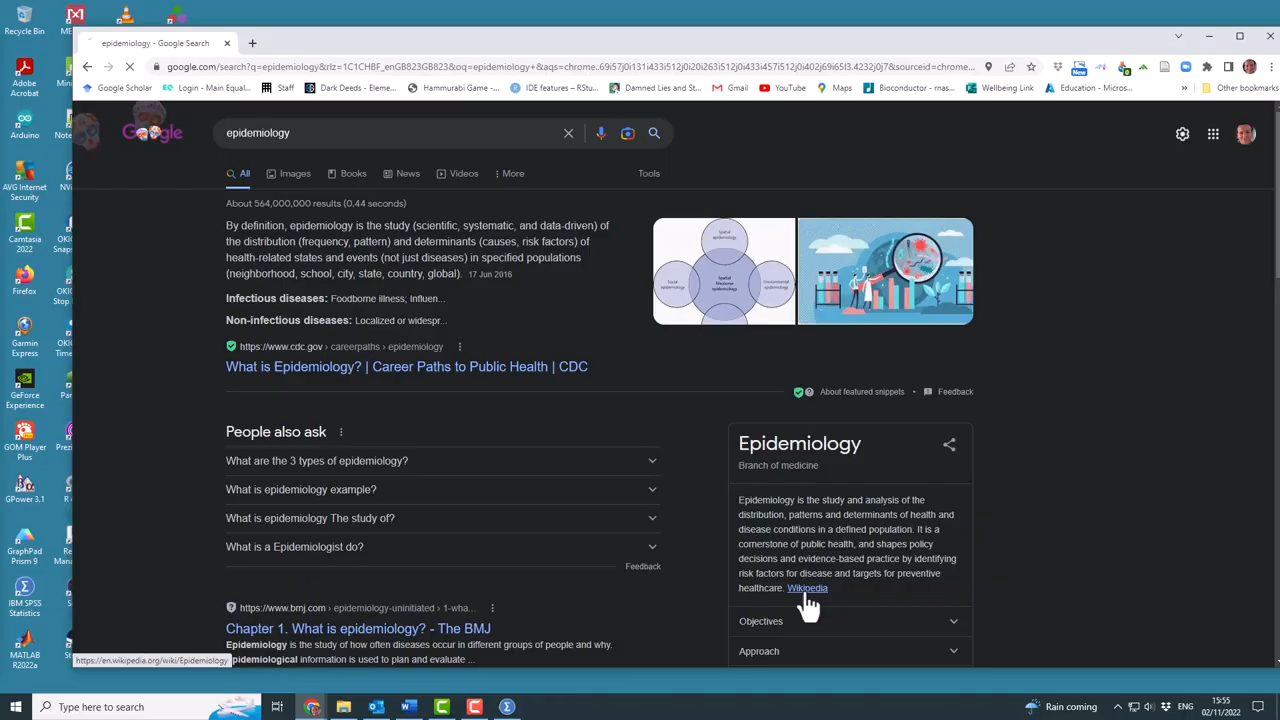 Recycle Bin
epidemiology - Google Search
google.com/search?q=epidemiology&rlz=1C1CHBF_enGB823GB823&oq=epidemiology+&aqs=chrome...69i57j0i131i433i512j0i20i263i512j0i433i457i512j0i402j69i65l3.4232j0j7&sourceid=chrome...
Google Scholar
Login - Main Equal...
Staff
Dark Deeds - Eleme...
Hammurabi Game -...
IDE features – RStu...
Damned Lies and St...
Gmail
YouTube
Maps
Bioconductor - rnas...
Wellbeing Link
Education - Micros...
»
Other bookmarks
New
Adobe
Acrobat
Arduino
AVG Internet
Security
Camtasia
2022
Firefox
Garmin
Express
GeForce
Experience
GOM Player
Plus
GPower 3.1
GraphPad
Prism 9
IBM SPSS
Statistics
MATLAB
R2022a
epidemiology
All
Images
Books
News
Videos
More
Tools
About 564,000,000 results (0.44 seconds)
By definition, epidemiology is the study (scientific, systematic, and data-driven) of
the distribution (frequency, pattern) and determinants (causes, risk factors) of
health-related states and events (not just diseases) in specified populations
(neighborhood, school, city, state, country, global). 17 Jun 2016
Infectious diseases: Foodborne illness; Influen...
Non-infectious diseases: Localized or widespr...
https://www.cdc.gov › careerpaths › epidemiology
What is Epidemiology? | Career Paths to Public Health | CDC
Spatial
epidemiology
Social
epidemiology
About featured snippets
•
Feedback
People also ask
What are the 3 types of epidemiology?
What is epidemiology example?
What is epidemiology The study of?
What is a Epidemiologist do?
Feedback
https://www.bmj.com › epidemiology-uninitiated › 1-wha...
Chapter 1. What is epidemiology? - The BMJ
Epidemiology is the study of how often diseases occur in different groups of people and why.
Epidemiological information is used to plan and evaluate ...
Epidemiology
Branch of medicine
Epidemiology is the study and analysis of the
distribution, patterns and determinants of health and
disease conditions in a defined population. It is a
cornerstone of public health, and shapes policy
decisions and evidence-based practice by identifying
risk factors for disease and targets for preventive
healthcare. Wikipedia
Objectives
Approach
https://en.wikipedia.org/wiki/Epidemiology
Type here to search
Rain coming
15:55
02/11/2022